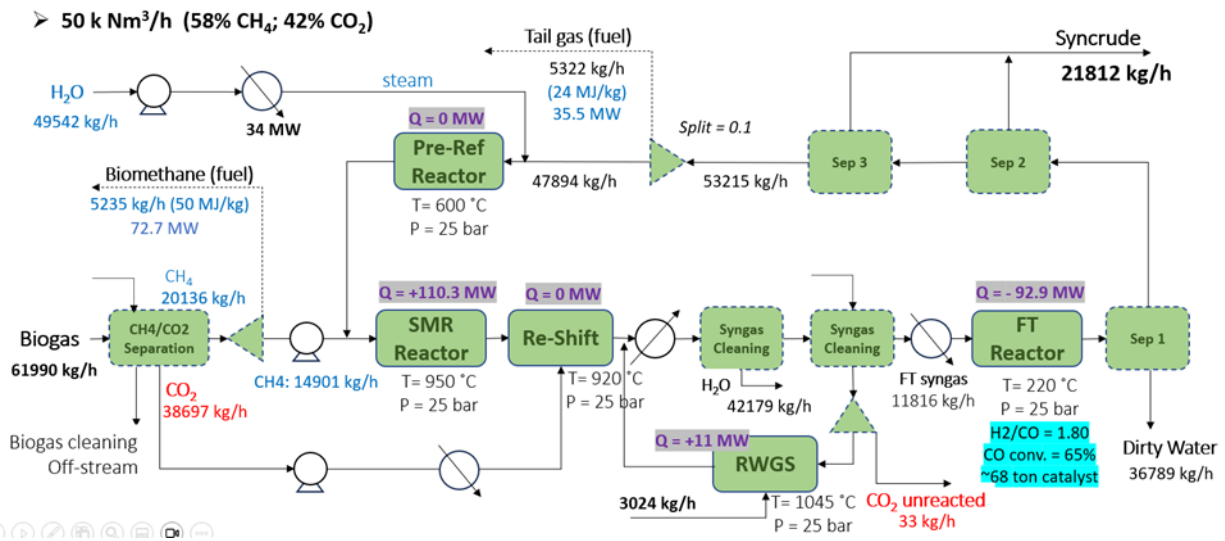 ➢ 50 k Nm³/h (58% CH₄; 42% CO₂)
H₂O
49542 kg/h
34 MW
steam
Tail gas (fuel)
5322 kg/h
(24 MJ/kg)
35.5 MW
Split = 0.1
Syncrude
21812 kg/h
Q = 0 MW
Pre-Ref
Reactor
T= 600 ˚C
P = 25 bar
47894 kg/h
53215 kg/h
Sep 3
Sep 2
Biomethane (fuel)
5235 kg/h (50 MJ/kg)
72.7 MW
CH₄
20136 kg/h
Biogas
61990 kg/h
CH4/CO2
Separation
CH4: 14901 kg/h
CO₂
38697 kg/h
Biogas cleaning
Off-stream
Q = +110.3 MW
SMR
Reactor
T= 950 ˚C
P = 25 bar
Q = 0 MW
Re-Shift
T= 920 ˚C
P = 25 bar
Syngas
Cleaning
H₂O
42179 kg/h
Syngas
Cleaning
FT syngas
11816 kg/h
Q = - 92.9 MW
FT
Reactor
T= 220 ˚C
P = 25 bar
H2/CO = 1.80
CO conv. = 65%
~68 ton catalyst
Sep 1
Dirty Water
36789 kg/h
Q = +11 MW
RWGS
3024 kg/h
T= 1045 ˚C
P = 25 bar
CO₂ unreacted
33 kg/h